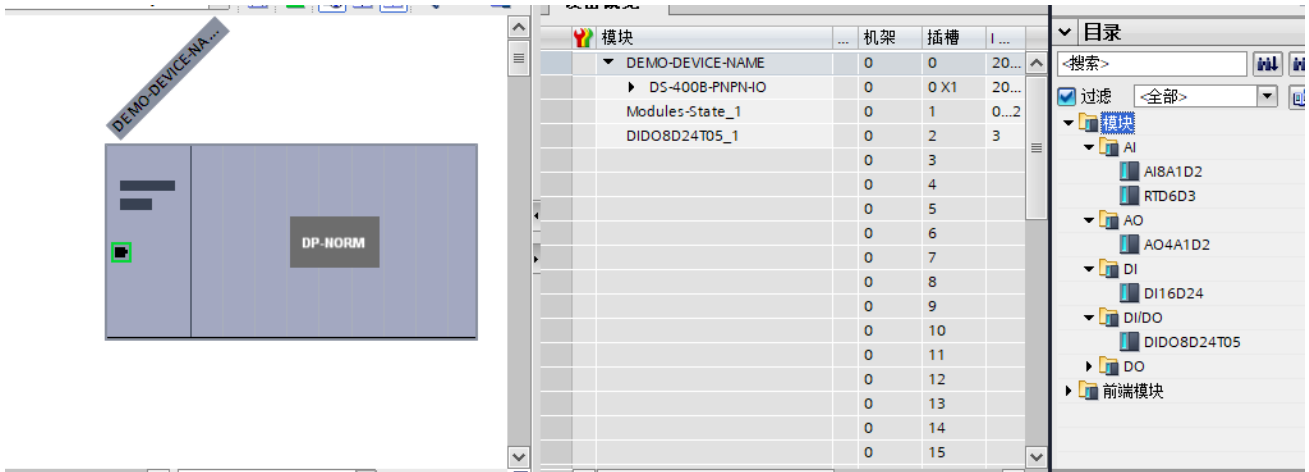 设备概览
DEMO-DEVICE-NA...
DP-NORM
模块 ... 机架 插槽 I ...
DEMO-DEVICE-NAME 0 0 20...
DS-400B-PNPN-IO 0 0 X1 20...
Modules-State_1 0 1 0...2
DIDO8D24T05_1 0 2 3
0 3
0 4
0 5
0 6
0 7
0 8
0 9
0 10
0 11
0 12
0 13
0 14
0 15
目录
<搜索>
过滤 <全部>
模块
AI
AI8A1D2
RTD6D3
AO
AO4A1D2
DI
DI16D24
DI/DO
DIDO8D24T05
DO
前端模块